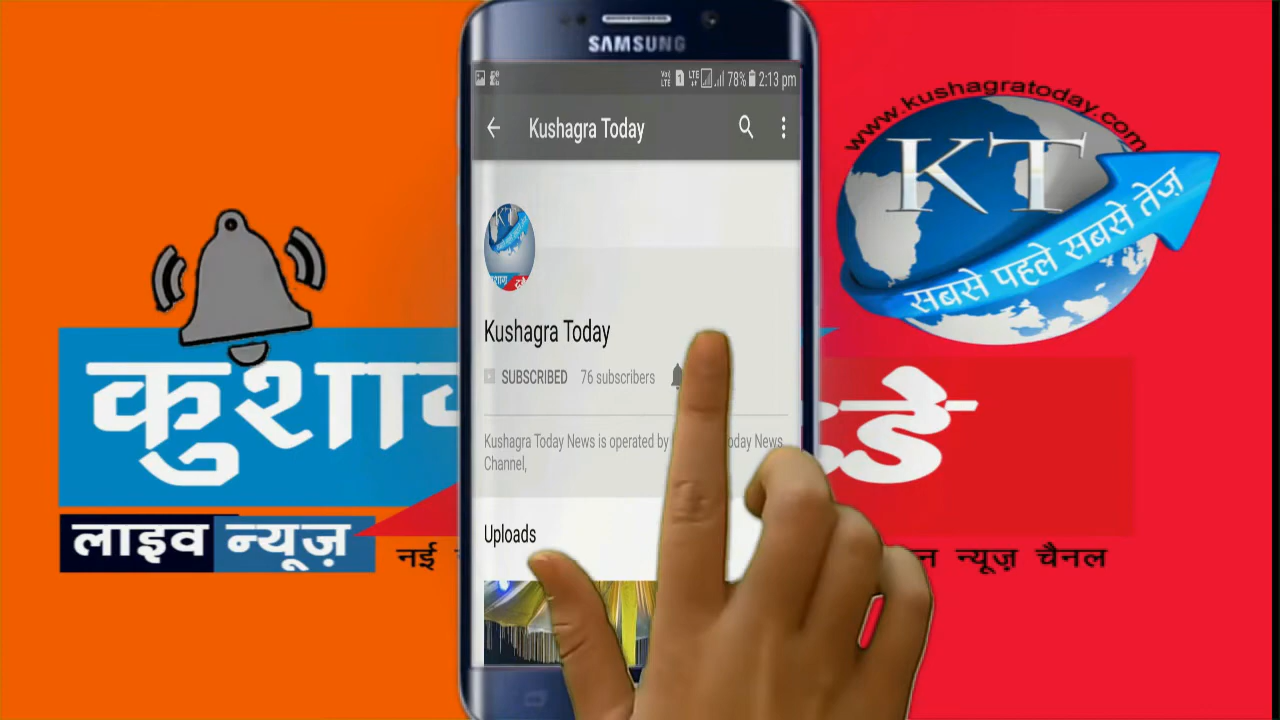 SAMSUNG
78% 2:13 pm
Kushagra Today
www.kushagratoday.com
KT
सबसे पहले सबसे तेज़
Kushagra Today
SUBSCRIBED 76 subscribers
Kushagra Today News is operated by
News
Channel,
Uploads
लाइव न्यूज़
नई
न्यूज़ चैनल